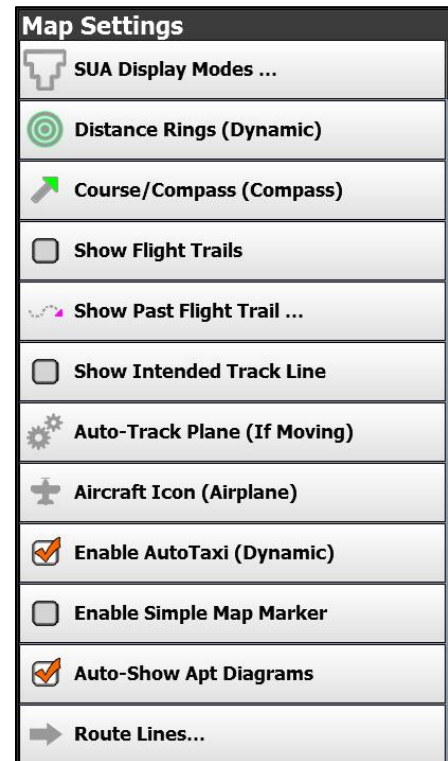 Map Settings
SUA Display Modes ...
Distance Rings (Dynamic)
Course/Compass (Compass)
Show Flight Trails
Show Past Flight Trail ...
Show Intended Track Line
Auto-Track Plane (If Moving)
Aircraft Icon (Airplane)
Enable AutoTaxi (Dynamic)
Enable Simple Map Marker
Auto-Show Apt Diagrams
Route Lines...